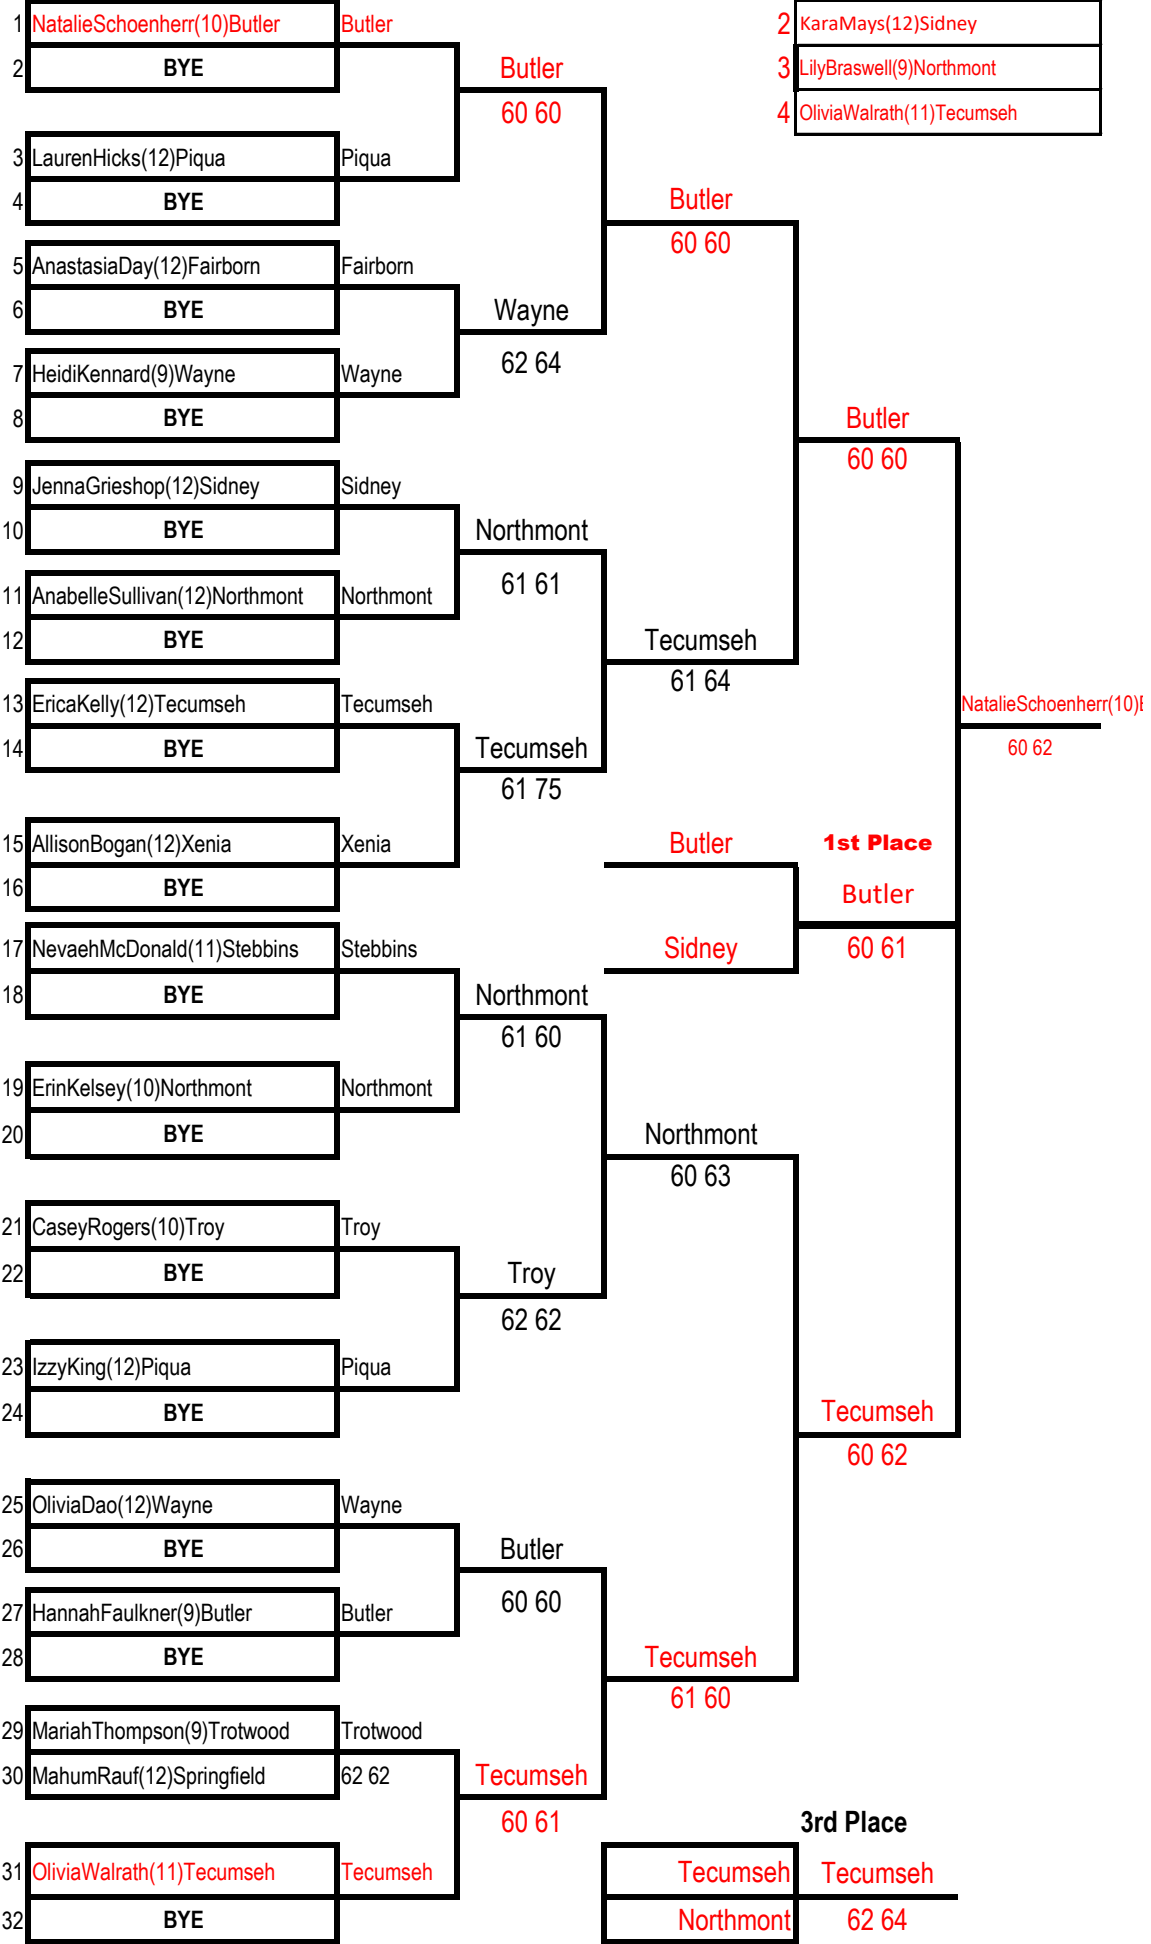 1 NatalieSchoenherr(10)Butler Butler
2 KaraMays(12)Sidney
2 BYE
Butler
3 LilyBraswell(9)Northmont
60 60
4 OliviaWalrath(11)Tecumseh
3 LaurenHicks(12)Piqua Piqua
4 BYE
Butler
60 60
5 AnastasiaDay(12)Fairborn Fairborn
6 BYE
Wayne
62 64
7 HeidiKennard(9)Wayne Wayne
8 BYE
Butler
60 60
9 JennaGrieshop(12)Sidney Sidney
10 BYE
Northmont
61 61
11 AnabelleSullivan(12)Northmont Northmont
12 BYE
Tecumseh
61 64
13 EricaKelly(12)Tecumseh Tecumseh
NatalieSchoenherr(10)
14 BYE
Tecumseh
60 62
61 75
15 AllisonBogan(12)Xenia Xenia
Butler
1st Place
16 BYE
Butler
17 NevaehMcDonald(11)Stebbins Stebbins
Sidney
60 61
18 BYE
Northmont
61 60
19 ErinKelsey(10)Northmont Northmont
20 BYE
Northmont
60 63
21 CaseyRogers(10)Troy Troy
22 BYE
Troy
62 62
23 IzzyKing(12)Piqua Piqua
24 BYE
Tecumseh
60 62
25 OliviaDao(12)Wayne Wayne
26 BYE
Butler
60 60
27 HannahFaulkner(9)Butler Butler
28 BYE
Tecumseh
61 60
29 MariahThompson(9)Trotwood Trotwood
30 MahumRauf(12)Springfield 62 62
Tecumseh
60 61
3rd Place
31 OliviaWalrath(11)Tecumseh Tecumseh
Tecumseh Tecumseh
32 BYE
Northmont 62 64